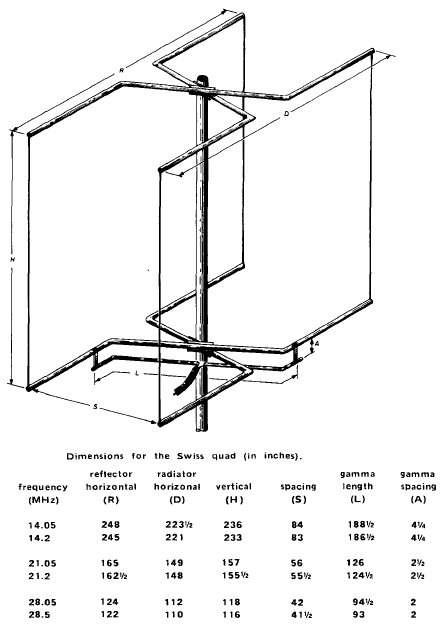 R
D
H
A
L
S
Dimensions for the Swiss quad (in inches).
frequency (MHz) reflector horizontal (R) radiator horizonal (D) vertical (H) spacing (S) gamma length (L) gamma spacing (A)
14.05 248 223½ 236 84 188½ 4¼
14.2 245 221 233 83 186½ 4¼
21.05 165 149 157 56 126 2½
21.2 162½ 148 155½ 55½ 124½ 2½
28.05 124 112 118 42 94½ 2
28.5 122 110 116 41½ 93 2